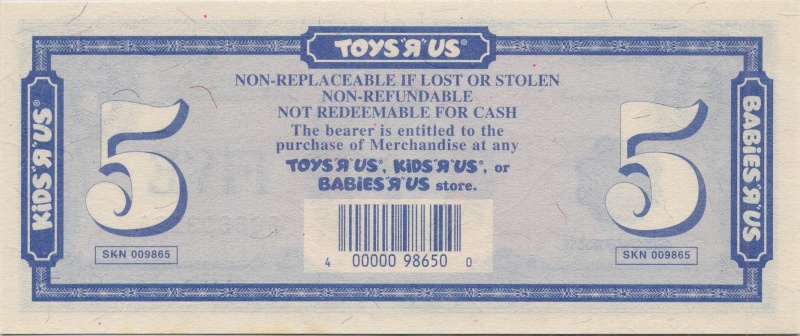 TOYS "R" US®
NON-REPLACEABLE IF LOST OR STOLEN
NON-REFUNDABLE
NOT REDEEMABLE FOR CASH
The bearer is entitled to the
purchase of Merchandise at any
TOYS "R" US®, KIDS "R" US®, or
BABIES "R" US store.
KIDS "R" US®
5
SKN 009865
4 00000 98650 0
5
SKN 009865
BABIES "R" US